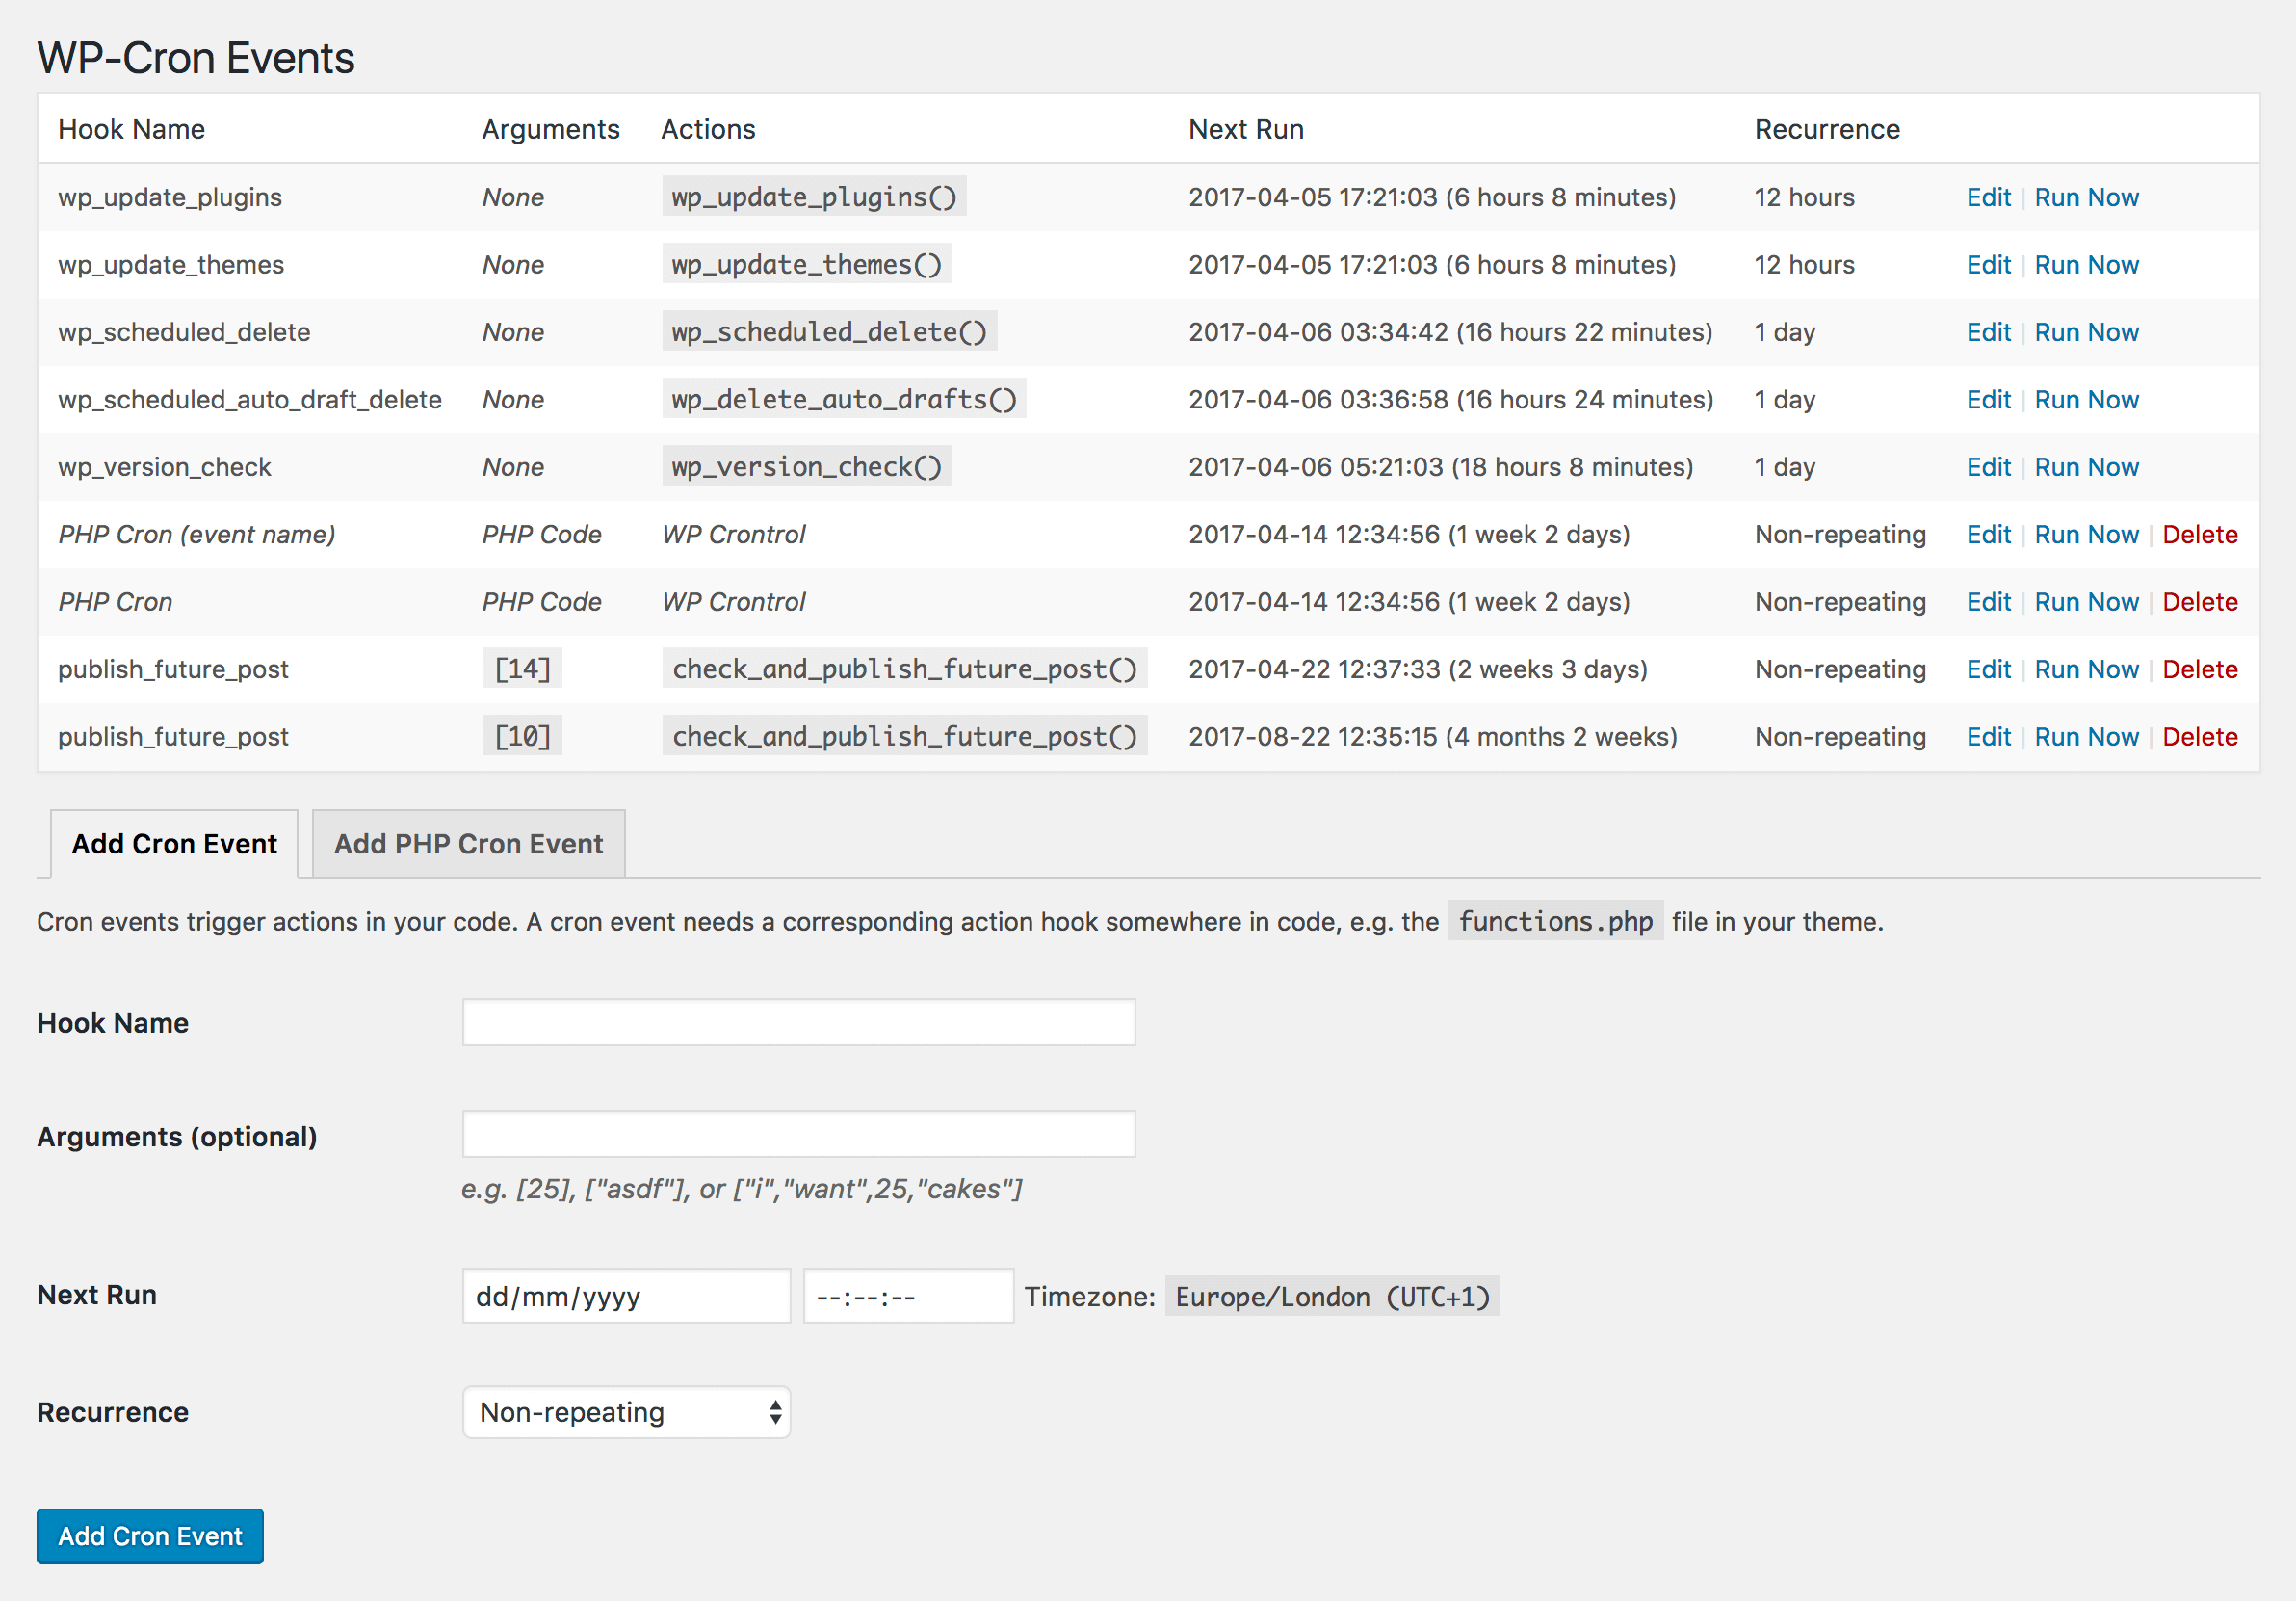 WP-Cron Events
Hook Name Arguments Actions Next Run Recurrence
wp_update_plugins None wp_update_plugins() 2017-04-05 17:21:03 (6 hours 8 minutes) 12 hours Edit | Run Now
wp_update_themes None wp_update_themes() 2017-04-05 17:21:03 (6 hours 8 minutes) 12 hours Edit | Run Now
wp_scheduled_delete None wp_scheduled_delete() 2017-04-06 03:34:42 (16 hours 22 minutes) 1 day Edit | Run Now
wp_scheduled_auto_draft_delete None wp_delete_auto_drafts() 2017-04-06 03:36:58 (16 hours 24 minutes) 1 day Edit | Run Now
wp_version_check None wp_version_check() 2017-04-06 05:21:03 (18 hours 8 minutes) 1 day Edit | Run Now
PHP Cron (event name) PHP Code WP Crontrol 2017-04-14 12:34:56 (1 week 2 days) Non-repeating Edit | Run Now | Delete
PHP Cron PHP Code WP Crontrol 2017-04-14 12:34:56 (1 week 2 days) Non-repeating Edit | Run Now | Delete
publish_future_post [14] check_and_publish_future_post() 2017-04-22 12:37:33 (2 weeks 3 days) Non-repeating Edit | Run Now | Delete
publish_future_post [10] check_and_publish_future_post() 2017-08-22 12:35:15 (4 months 2 weeks) Non-repeating Edit | Run Now | Delete
Add Cron Event Add PHP Cron Event
Cron events trigger actions in your code. A cron event needs a corresponding action hook somewhere in code, e.g. the functions.php file in your theme.
Hook Name
Arguments (optional)
e.g. [25], ["asdf"], or ["i","want",25,"cakes"]
Next Run dd/mm/yyyy --:--:-- Timezone: Europe/London (UTC+1)
Recurrence Non-repeating
Add Cron Event